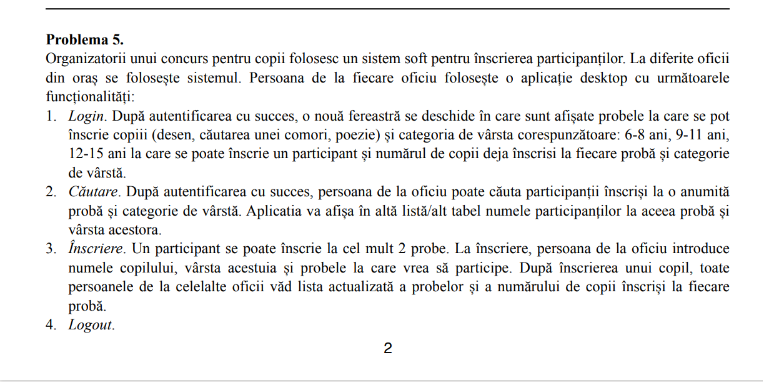 Problema 5.
Organizatorii unui concurs pentru copii folosesc un sistem soft pentru înscrierea participanților. La diferite oficii
din oraș se folosește sistemul. Persoana de la fiecare oficiu folosește o aplicație desktop cu următoarele
funcționalități:
1. Login. După autentificarea cu succes, o nouă fereastră se deschide în care sunt afișate probele la care se pot
înscrie copiii (desen, căutarea unei comori, poezie) și categoria de vârsta corespunzătoare: 6-8 ani, 9-11 ani,
12-15 ani la care se poate înscrie un participant și numărul de copii deja înscrisi la fiecare probă și categorie
de vârstă.
2. Căutare. După autentificarea cu succes, persoana de la oficiu poate căuta participanții înscriși la o anumită
probă și categorie de vârstă. Aplicatia va afișa în altă listă/alt tabel numele participanților la aceea probă și
vârsta acestora.
3. Înscriere. Un participant se poate înscrie la cel mult 2 probe. La înscriere, persoana de la oficiu introduce
numele copilului, vârsta acestuia și probele la care vrea să participe. După înscrierea unui copil, toate
persoanele de la celelalte oficii văd lista actualizată a probelor și a numărului de copii înscriși la fiecare
probă.
4. Logout.
2